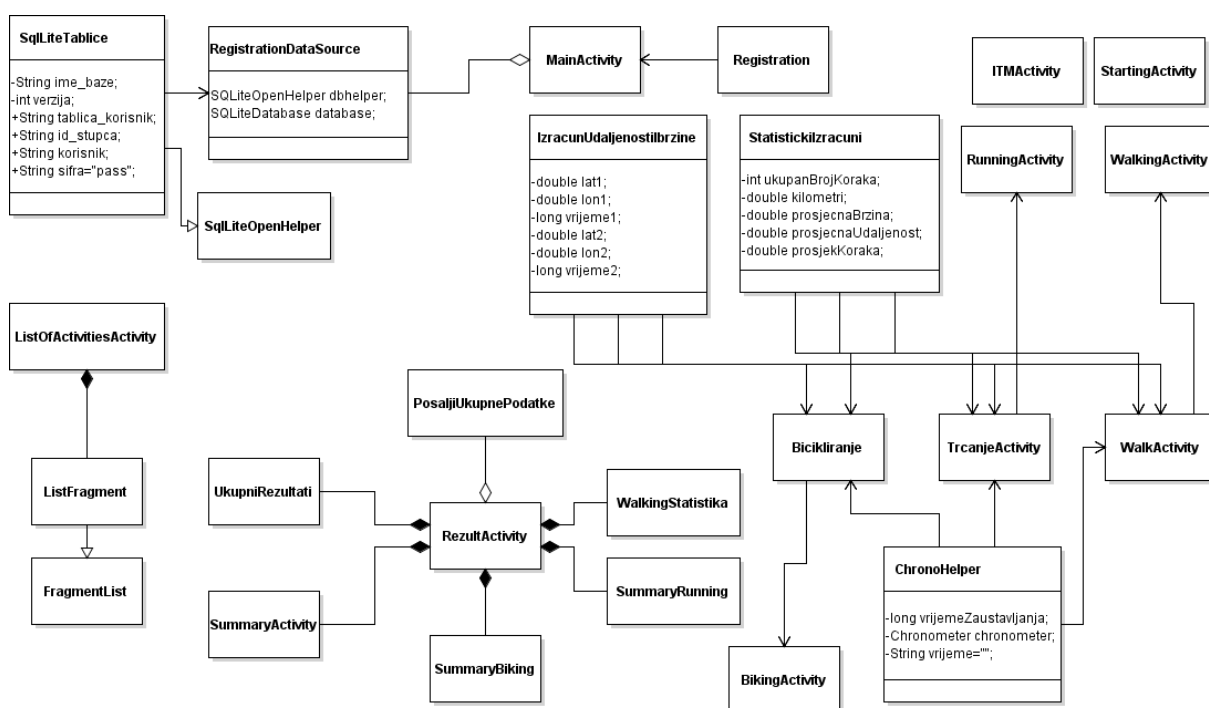 SqlLiteTablice
-String ime_baze;
-int verzija;
+String tablica_korisnik;
+String id_stupca;
+String korisnik;
+String sifra="pass";
RegistrationDataSource
SQLiteOpenHelper dbhelper;
SQLiteDatabase database;
MainActivity
Registration
ITMActivity
StartingActivity
SqlLiteOpenHelper
IzracunUdaljenostiIbrzine
-double lat1;
-double lon1;
-long vrijeme1;
-double lat2;
-double lon2;
-long vrijeme2;
StatistickiIzracuni
-int ukupanBrojKoraka;
-double kilometri;
-double prosjecnaBrzina;
-double prosjecnaUdaljenost;
-double prosjekKoraka;
RunningActivity
WalkingActivity
ListOfActivitiesActivity
PosaljiUkupnePodatke
Bicikliranje
TrcanjeActivity
WalkActivity
ListFragment
UkupniRezultati
WalkingStatistika
RezultActivity
FragmentList
SummaryActivity
SummaryRunning
SummaryBiking
ChronoHelper
-long vrijemeZaustavljanja;
-Chronometer chronometer;
-String vrijeme="";
BikingActivity